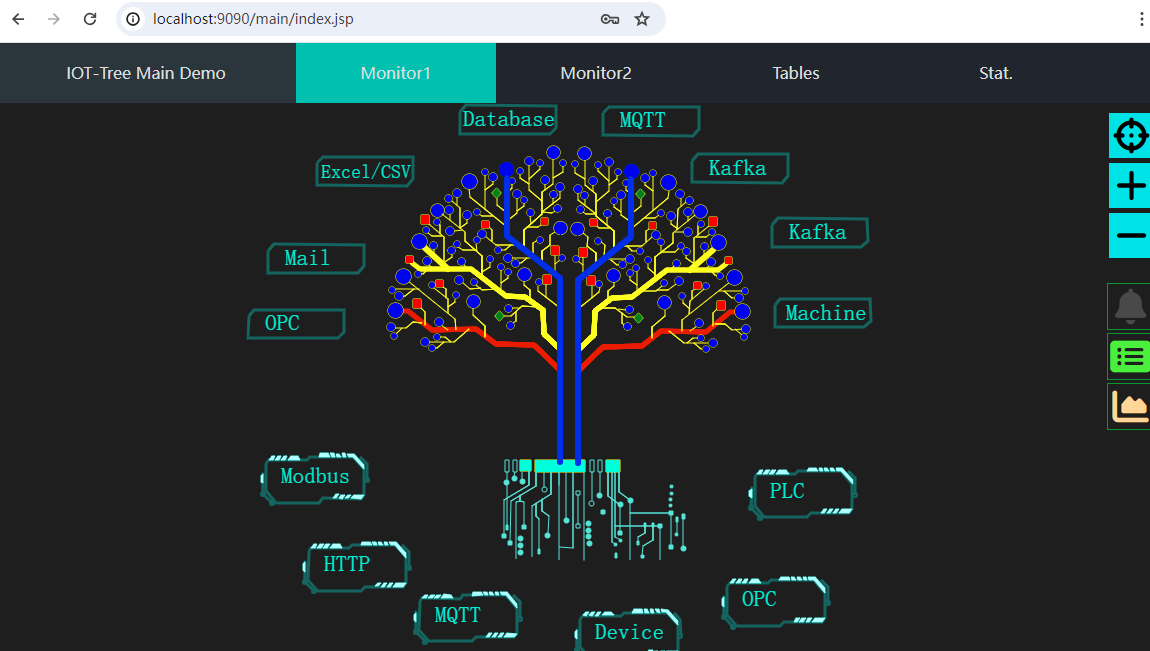 localhost:9090/main/index.jsp
IOT-Tree Main Demo
Monitor1
Monitor2
Tables
Stat.
Database
MQTT
Excel/CSV
Kafka
Kafka
Mail
Machine
OPC
Modbus
PLC
HTTP
OPC
MQTT
Device